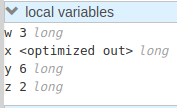 local variables
w 3 long
x <optimized out> long
y 6 long
z 2 long